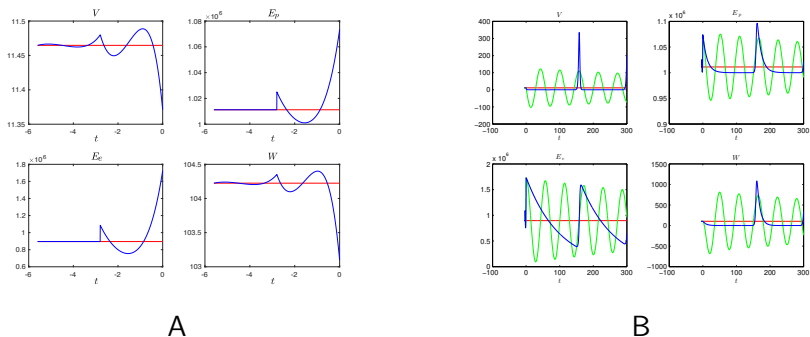 V
11.5
11.45
11.4
11.35
-6 -4 -2 0
t
E_p
×10^6
1.08
1.06
1.04
1.02
1
-6 -4 -2 0
t
E_e
×10^6
1.8
1.6
1.4
1.2
1
0.8
0.6
-6 -4 -2 0
t
W
104.5
104
103.5
103
-6 -4 -2 0
t
A
V
400
300
200
100
0
−100
−200
−100 0 100 200 300
t
E_p
x 10^6
1.1
1.05
1
0.95
0.9
−100 0 100 200 300
t
E_e
x 10^6
2
1.5
1
0.5
0
−100 0 100 200 300
t
W
1500
1000
500
0
−500
−1000
−100 0 100 200 300
t
B